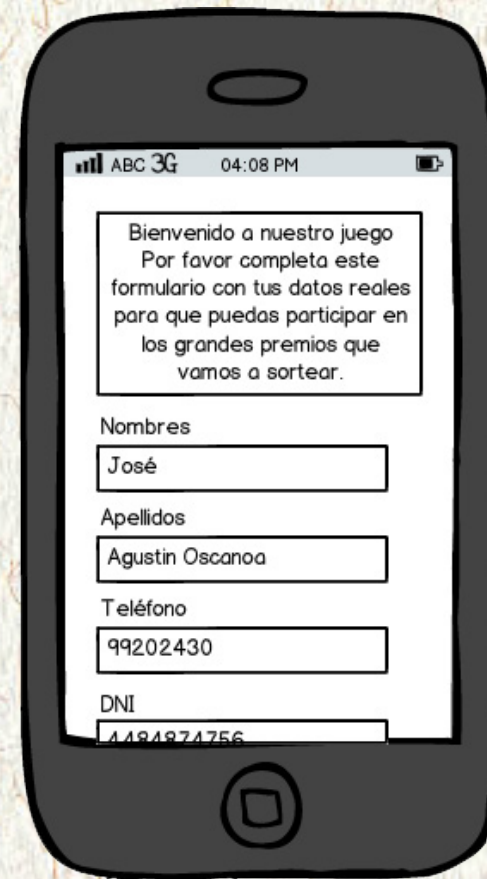 ABC 3G 04:08 PM
Bienvenido a nuestro juego
Por favor completa este
formulario con tus datos reales
para que puedas participar en
los grandes premios que
vamos a sortear.
Nombres
José
Apellidos
Agustin Oscanoa
Teléfono
99202430
DNI
4484874756